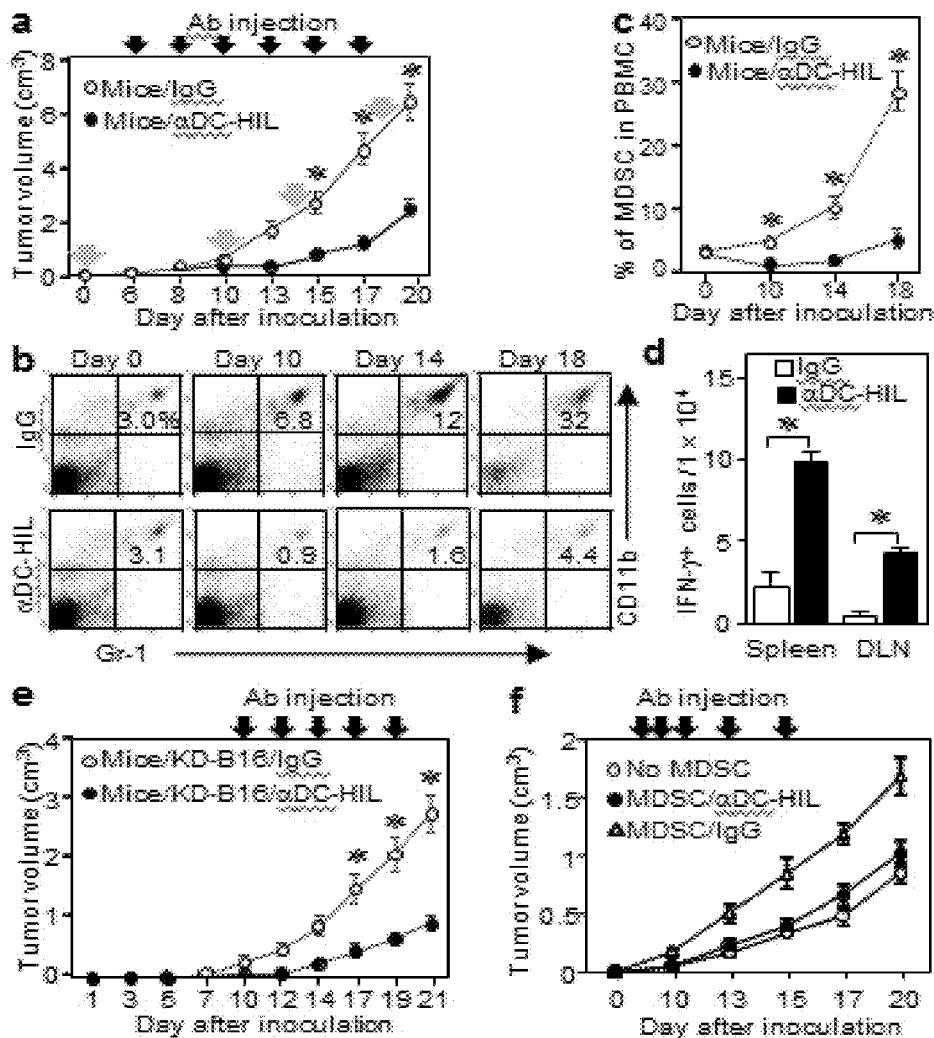 a
Ab injection
Tumor volume (cm³)
8
6
4
2
0
Mice/IgG
Mice/αDC-HIL
*
*
*
0 6 8 10 13 15 17 20
Day after inoculation
c
% of MDSC in PBMC
40
30
20
10
0
Mice/IgG
Mice/αDC-HIL
*
*
*
0 10 14 18
Day after inoculation
b
Day 0 Day 10 Day 14 Day 18
IgG
3.0% 6.8 12 32
αDC-HIL
3.1 0.9 1.6 4.4
CD11b
Gr-1
d
IFN-γ+ cells/1 × 10⁴
15
10
5
0
IgG
αDC-HIL
*
*
Spleen DLN
e
Ab injection
Tumor volume (cm³)
4
3
2
1
0
Mice/KD-B16/IgG
Mice/KD-B16/αDC-HIL
*
*
*
1 3 5 7 10 12 14 17 19 21
Day after inoculation
f
Ab injection
Tumor volume (cm³)
2
1.5
1
0.5
0
No MDSC
MDSC/αDC-HIL
MDSC/IgG
0 10 13 15 17 20
Day after inoculation